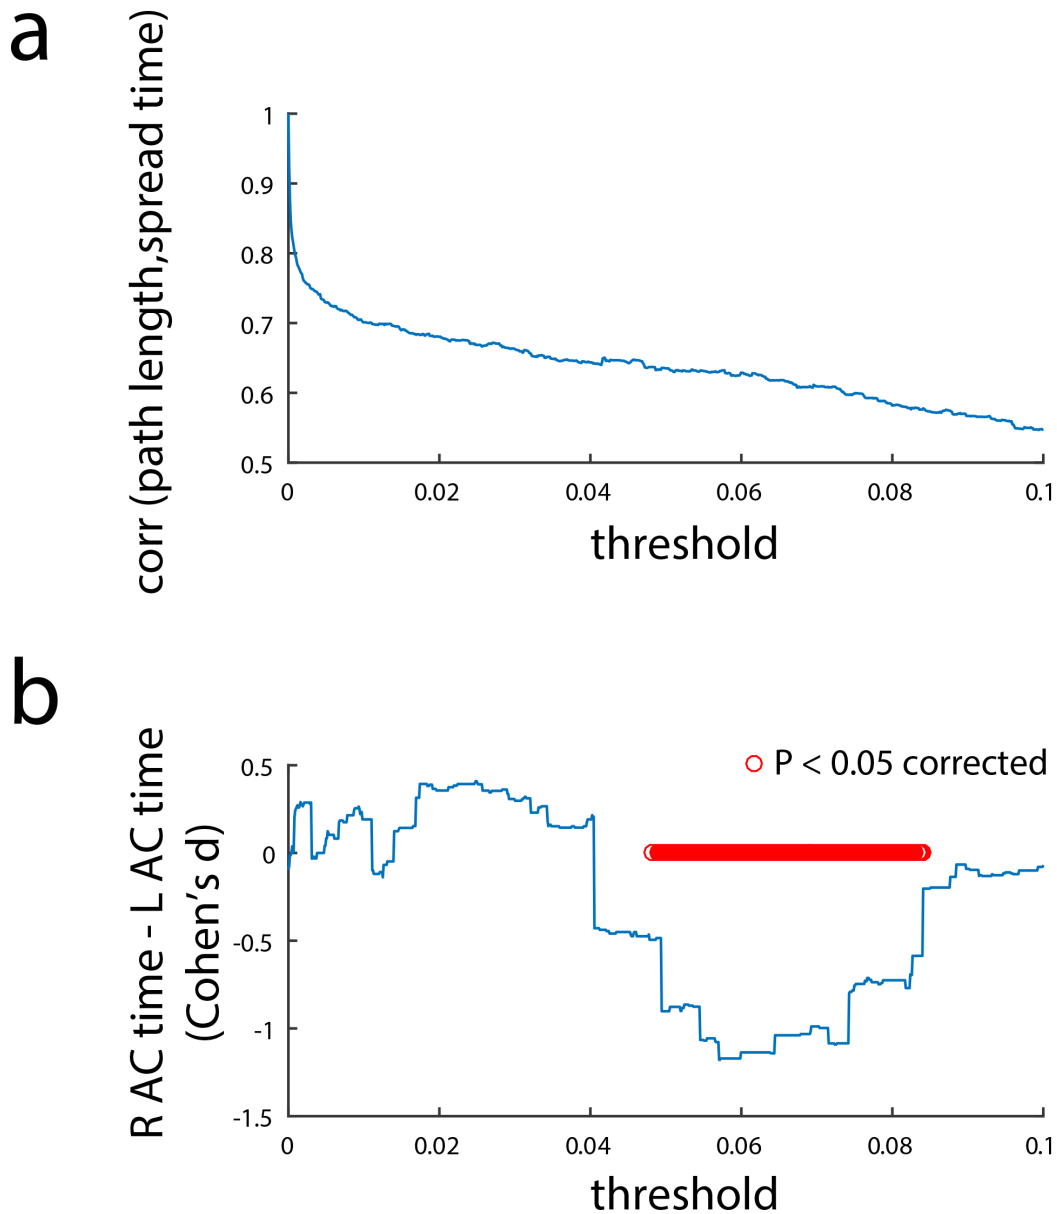 a
corr (path length,spread time)
1
0.9
0.8
0.7
0.6
0.5
0
0.02
0.04
0.06
0.08
0.1
threshold
b
R AC time - L AC time
(Cohen’s d)
P < 0.05 corrected
0.5
0
-0.5
-1
-1.5
0
0.02
0.04
0.06
0.08
0.1
threshold